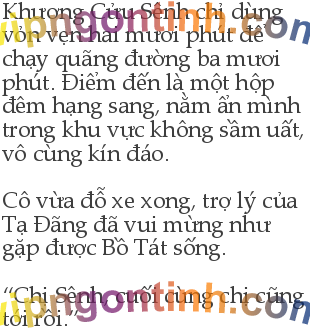 Khương Cửu Sênh chỉ dùng
vỏn vẹn hai mươi phút để
chạy quãng đường ba mươi
phút. Điểm đến là một hộp
đêm hạng sang, nằm ẩn mình
trong khu vực không sầm uất,
vô cùng kín đáo.
Cô vừa đỗ xe xong, trợ lý của
Tạ Đãng đã vui mừng như
gặp được Bồ Tát sống.
“Chị Sênh, cuối cùng chị cũng
tới rồi.”
vipngontinh.com
vipngontinh.com